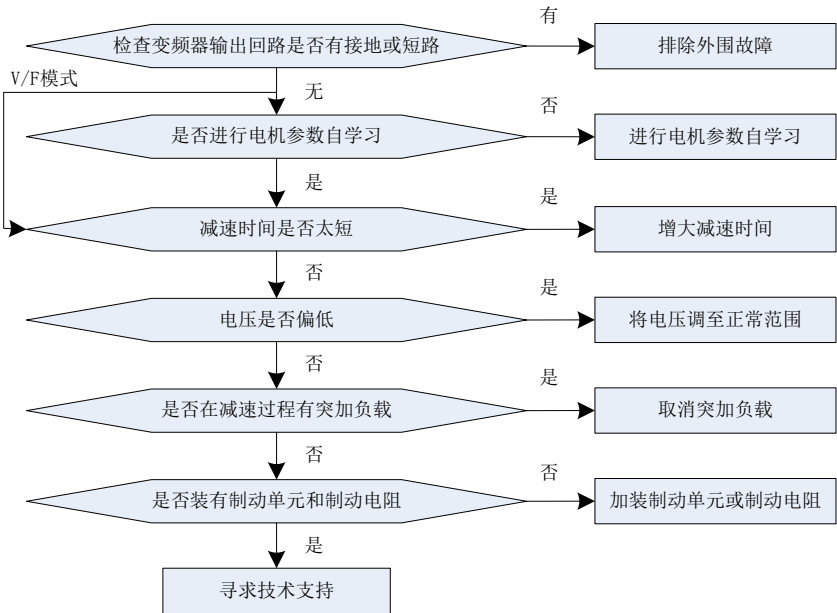 检查变频器输出回路是否有接地或短路
有
排除外围故障
V/F模式
无
是否进行电机参数自学习
否
进行电机参数自学习
是
减速时间是否太短
是
增大减速时间
否
电压是否偏低
是
将电压调至正常范围
否
是否在减速过程有突加负载
是
取消突加负载
否
是否装有制动单元和制动电阻
否
加装制动单元或制动电阻
是
寻求技术支持